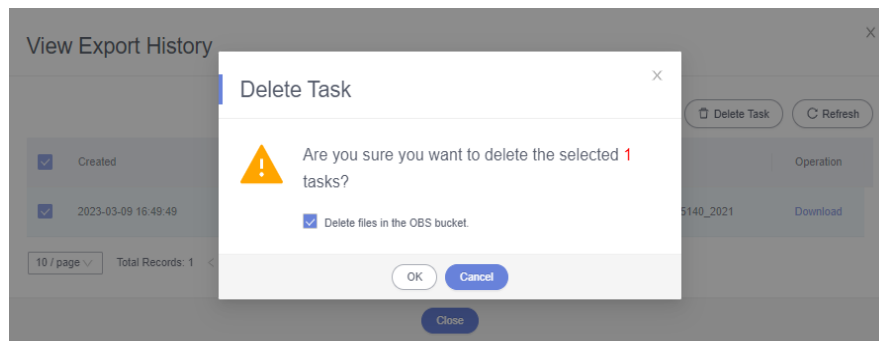 View Export History
X
Delete Task
X
Delete Task
Refresh
Created
Operation
Are you sure you want to delete the selected 1
tasks?
2023-03-09 16:49:49
5140_2021
Download
Delete files in the OBS bucket.
10 / page
Total Records: 1
<
OK
Cancel
Close